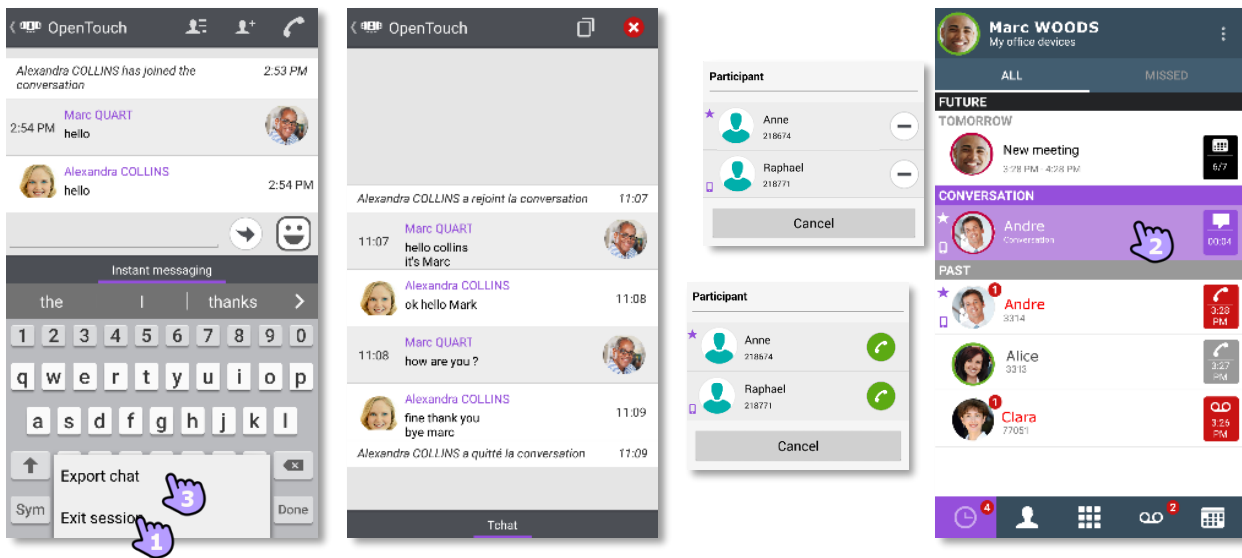 OpenTouch
Alexandra COLLINS has joined the
conversation
2:53 PM
Marc QUART
2:54 PM
hello
Alexandra COLLINS
hello
2:54 PM
Instant messaging
the
I
thanks
1 2 3 4 5 6 7 8 9 0
q w e r t y u i o p
a s d f g h j k l
Export chat
3
Sym
Exit session
Done
1
OpenTouch
Alexandra COLLINS a rejoint la conversation 11:07
Marc QUART
11:07
hello collins
it's Marc
Alexandra COLLINS
ok hello Mark
11:08
Marc QUART
11:08
how are you ?
Alexandra COLLINS
fine thank you
11:09
bye marc
Alexandra COLLINS a quitté la conversation 11:09
Tchat
Participant
Anne
218674
Raphael
218771
Cancel
Participant
Anne
218674
Raphael
218771
Cancel
Marc WOODS
My office devices
ALL
MISSED
FUTURE
TOMORROW
New meeting
3:28 PM - 4:28 PM
6/7
CONVERSATION
Andre
Conversation
2
00:04
PAST
1
Andre
3314
3:28
PM
Alice
3313
3:27
PM
1
Clara
77051
3:26
PM
4
2